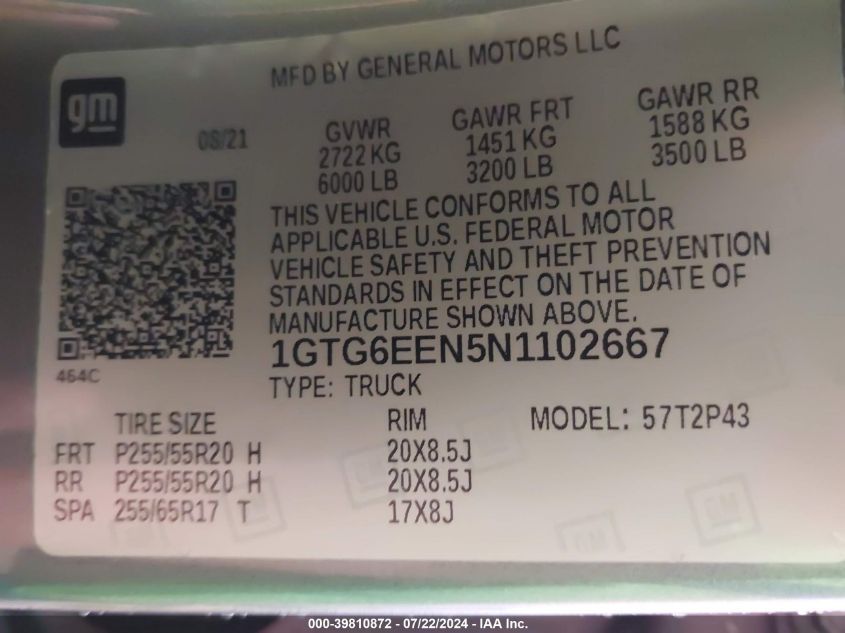 MFD BY GENERAL MOTORS LLC
gm
08/21
GVWR GAWR FRT GAWR RR
2722 KG 1451 KG 1588 KG
6000 LB 3200 LB 3500 LB
THIS VEHICLE CONFORMS TO ALL
APPLICABLE U.S. FEDERAL MOTOR
VEHICLE SAFETY AND THEFT PREVENTION
STANDARDS IN EFFECT ON THE DATE OF
MANUFACTURE SHOWN ABOVE.
1GTG6EEN5N1102667
464C
TYPE: TRUCK
TIRE SIZE RIM MODEL: 57T2P43
FRT P255/55R20 H 20X8.5J
RR P255/55R20 H 20X8.5J
SPA 255/65R17 T 17X8J
GM
GM
GM
GM
000-39810872 / 07/22/2024 - IAA Inc.